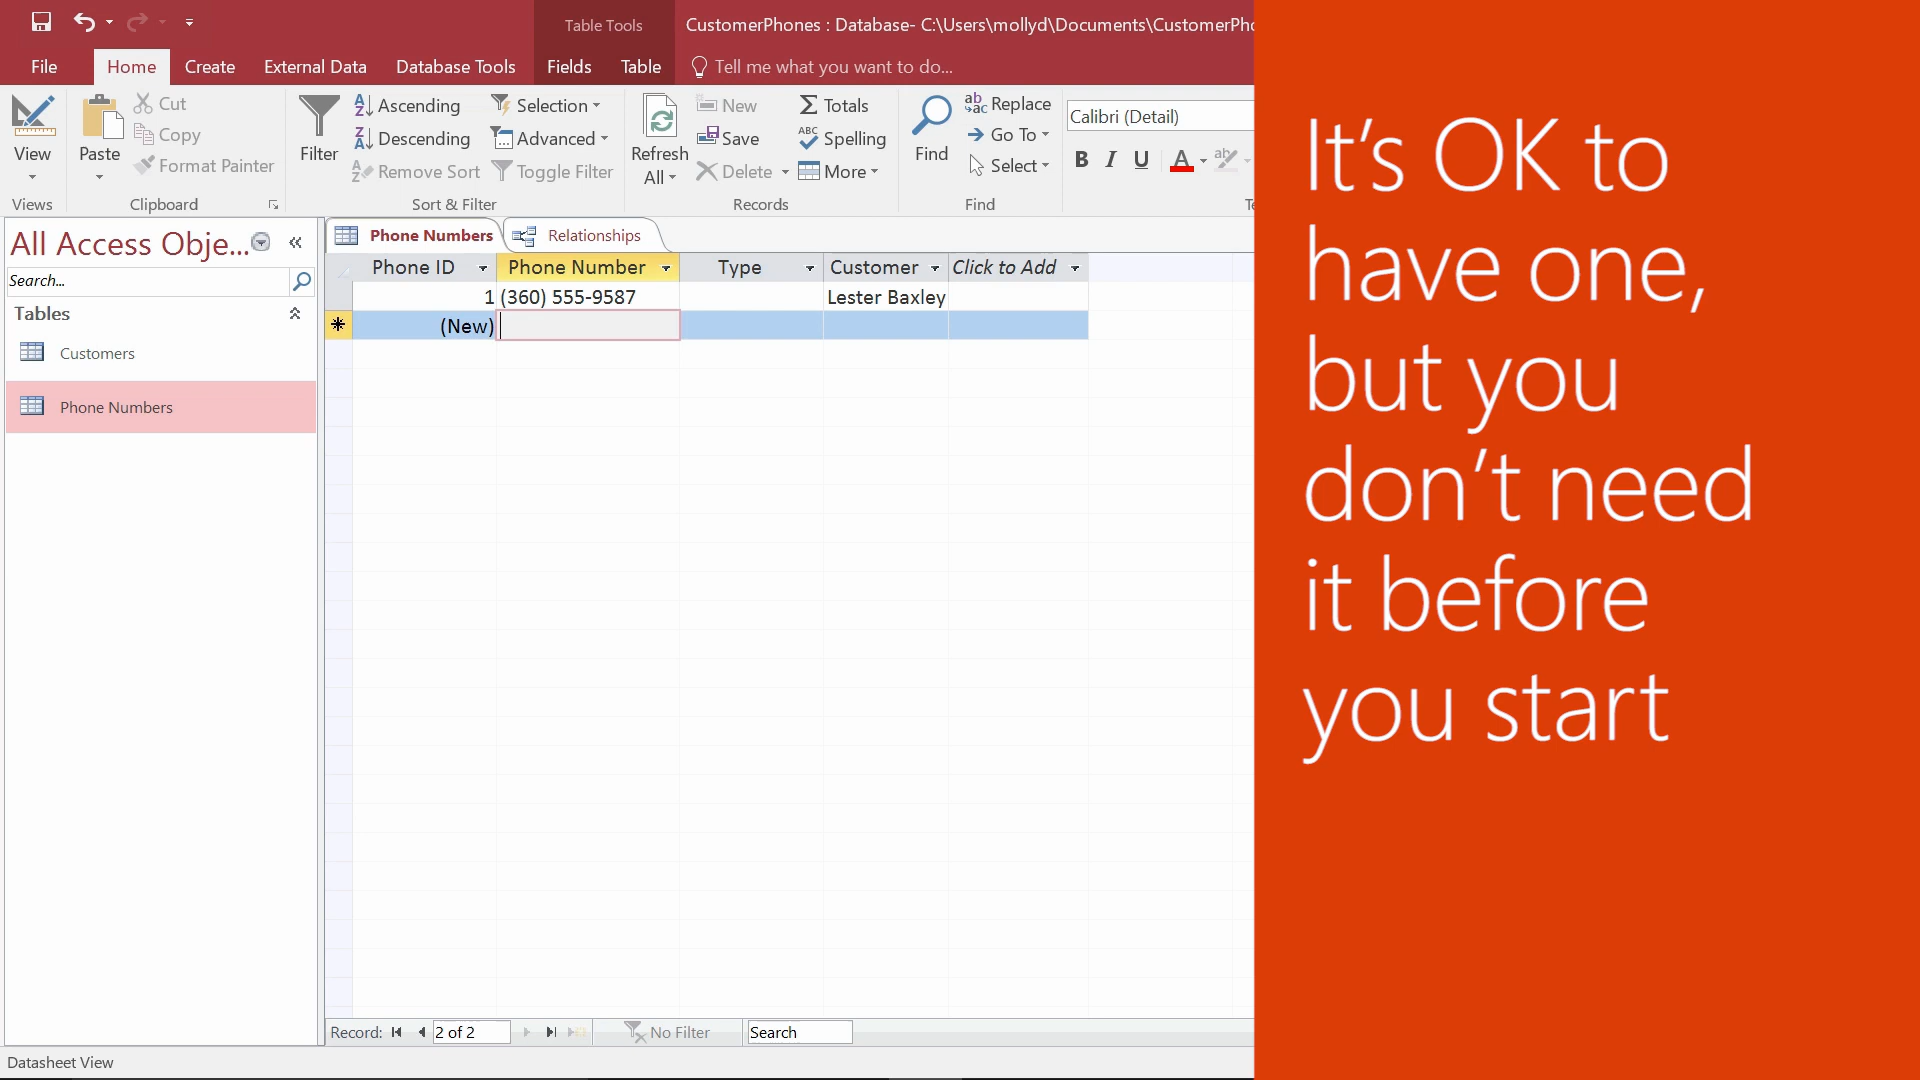 Table Tools
CustomerPhones : Database- C:\Users\mollyd\Documents\CustomerPho
File
Home
Create
External Data
Database Tools
Fields
Table
Tell me what you want to do...
View
Views
Paste
Cut
Copy
Format Painter
Clipboard
Filter
Ascending
Descending
Remove Sort
Selection
Advanced
Toggle Filter
Sort & Filter
Refresh
All
New
Save
Delete
Totals
Spelling
More
Records
Find
Replace
Go To
Select
Find
Calibri (Detail)
B I U A
All Access Obje...
Search...
Tables
Customers
Phone Numbers
Phone Numbers
Relationships
Phone ID Phone Number Type Customer Click to Add
1 (360) 555-9587 Lester Baxley
(New)
Record: 2 of 2 No Filter Search
Datasheet View
It's OK to
have one,
but you
don't need
it before
you start